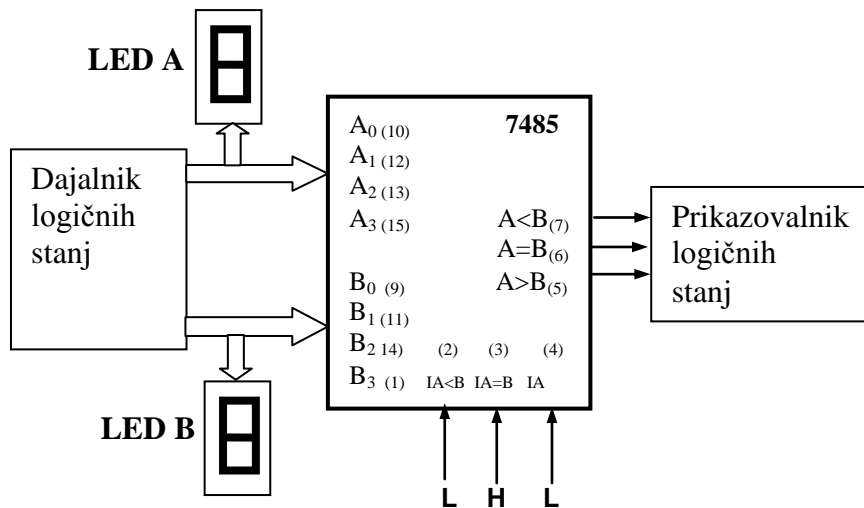 LED A
Dajalnik
logičnih
stanj
A0 (10) 7485
A1 (12)
A2 (13)
A3 (15) A<B(7)
A=B(6)
B0 (9) A>B(5)
B1 (11)
B2 14) (2) (3) (4)
B3 (1) IA<B IA=B IA
L H L
Prikazovalnik
logičnih
stanj
LED B